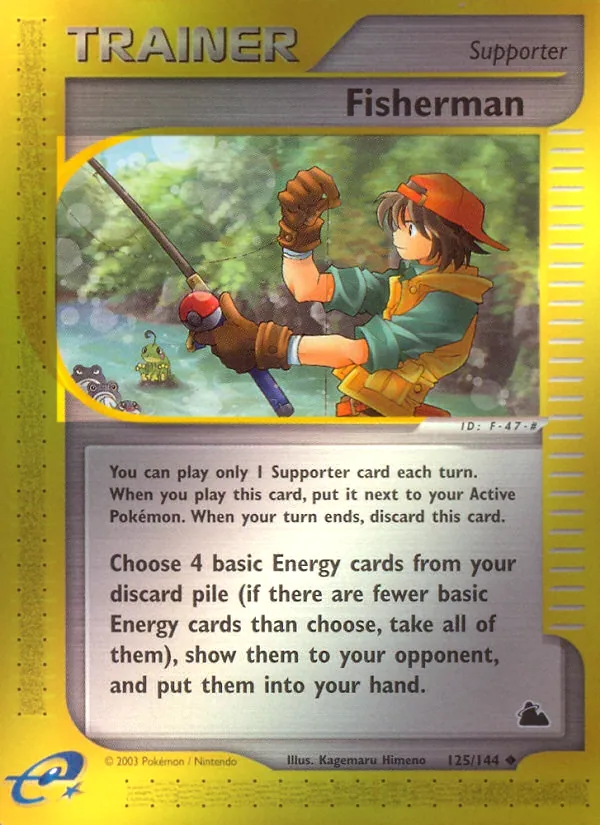 TRAINER
Supporter
Fisherman
ID: F-47-#
You can play only 1 Supporter card each turn.
When you play this card, put it next to your Active
Pokémon. When your turn ends, discard this card.
Choose 4 basic Energy cards from your
discard pile (if there are fewer basic
Energy cards than choose, take all of
them), show them to your opponent,
and put them into your hand.
© 2003 Pokémon / Nintendo
Illus. Kagemaru Himeno
125/144
e